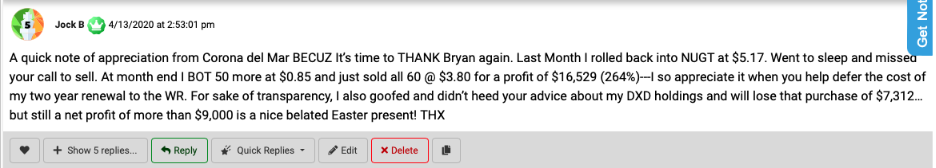 Get Not
S Jock B 4/13/2020 at 2:53:01 pm
A quick note of appreciation from Corona del Mar BECUZ It's time to THANK Bryan again. Last Month I rolled back into NUGT at $5.17. Went to sleep and missed
your call to sell. At month end I BOT 50 more at $0.85 and just sold all 60 @ $3.80 for a profit of $16,529 (264%)---I so appreciate it when you help defer the cost of
my two year renewal to the WR. For sake of transparency, I also goofed and didn't heed your advice about my DXD holdings and will lose that purchase of $7,312...
but still a net profit of more than $9,000 is a nice belated Easter present! THX
+ Show 5 replies... Reply Quick Replies Edit × Delete